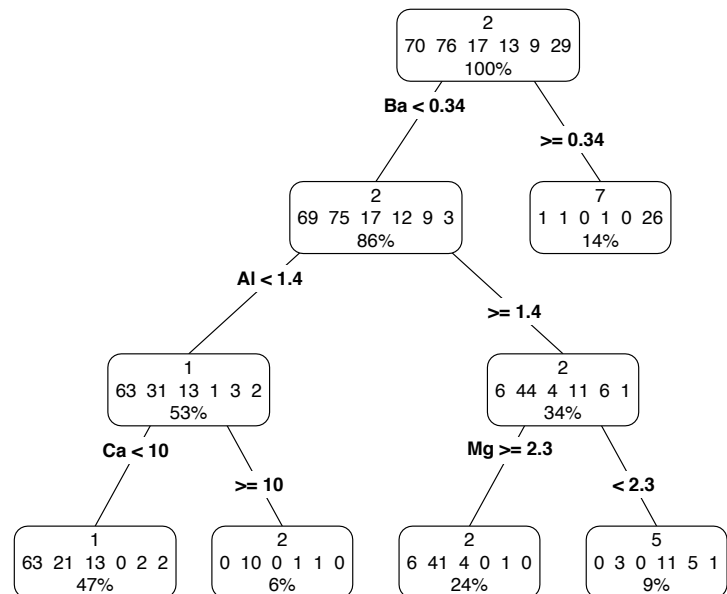 2
70 76 17 13 9 29
100%
Ba < 0.34
>= 0.34
2
69 75 17 12 9 3
86%
7
1 1 0 1 0 26
14%
Al < 1.4
>= 1.4
1
63 31 13 1 3 2
53%
2
6 44 4 11 6 1
34%
Ca < 10
>= 10
Mg >= 2.3
< 2.3
1
63 21 13 0 2 2
47%
2
0 10 0 1 1 0
6%
2
6 41 4 0 1 0
24%
5
0 3 0 11 5 1
9%